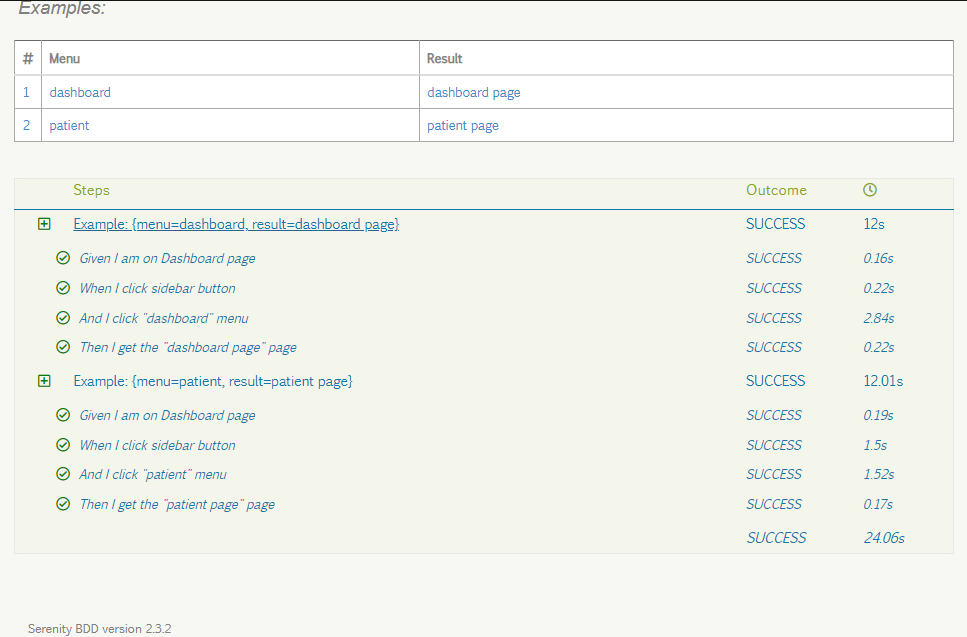 Examples:
# Menu Result
1 dashboard dashboard page
2 patient patient page
Steps Outcome
Example: {menu=dashboard, result=dashboard page} SUCCESS 12s
Given I am on Dashboard page SUCCESS 0.16s
When I click sidebar button SUCCESS 0.22s
And I click "dashboard" menu SUCCESS 2.84s
Then I get the "dashboard page" page SUCCESS 0.22s
Example: {menu=patient, result=patient page} SUCCESS 12.01s
Given I am on Dashboard page SUCCESS 0.19s
When I click sidebar button SUCCESS 1.5s
And I click "patient" menu SUCCESS 1.52s
Then I get the "patient page" page SUCCESS 0.17s
SUCCESS 24.06s
Serenity BDD version 2.3.2